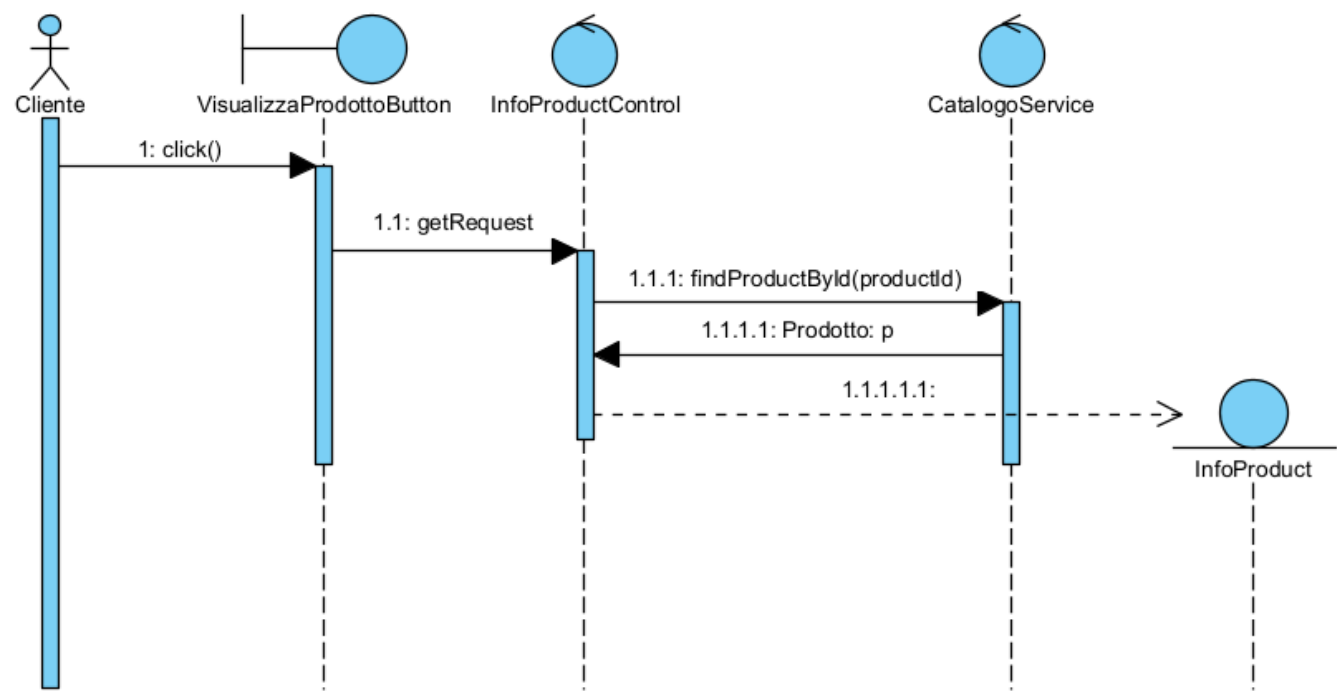 Cliente
VisualizzaProdottoButton
InfoProductControl
CatalogoService
1: click()
1.1: getRequest
1.1.1: findProductById(productId)
1.1.1.1: Prodotto: p
1.1.1.1.1:
InfoProduct